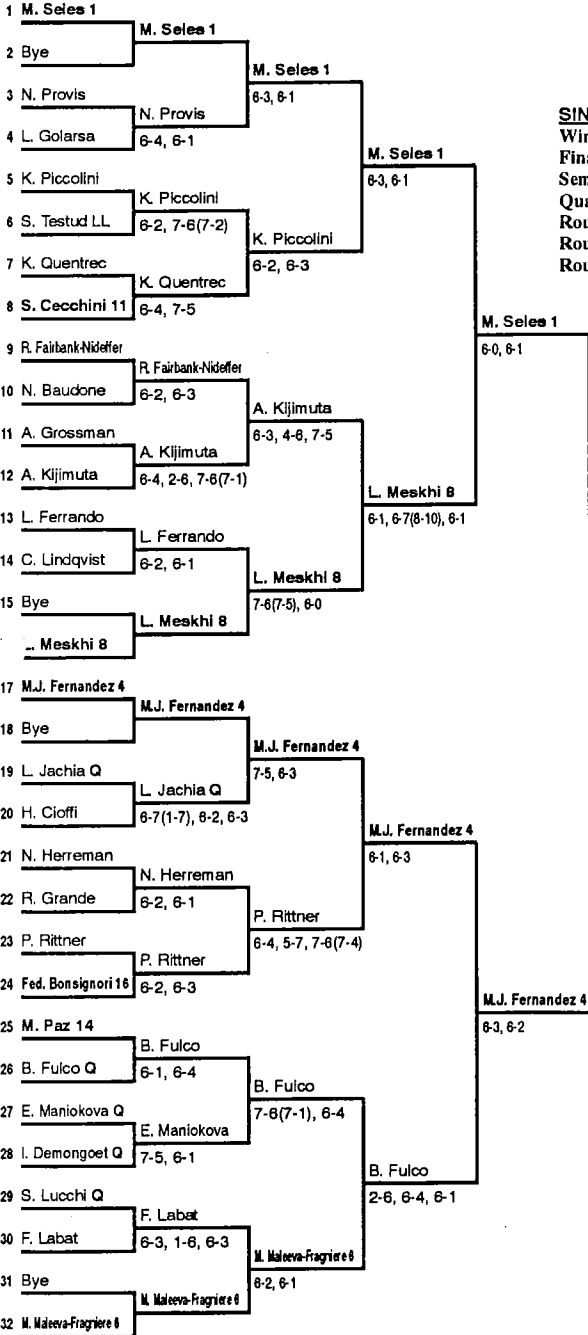 1 M. Seles 1
2 Bye
3 N. Provis
4 L. Golarsa
5 K. Piccolini
6 S. Testud LL
7 K. Quentrec
8 S. Cecchini 11
9 R. Fairbank-Nideffer
10 N. Baudone
11 A. Grossman
12 A. Kijimuta
13 L. Ferrando
14 C. Lindqvist
15 Bye
L. Meskhi 8
17 M.J. Fernandez 4
18 Bye
19 L. Jachia Q
20 H. Cioffi
21 N. Herreman
22 R. Grande
23 P. Rittner
24 Fed. Bonsignori 16
25 M. Paz 14
26 B. Fulco Q
27 E. Maniokova Q
28 I. Demongoet Q
29 S. Lucchi Q
30 F. Labat
31 Bye
32 M. Maleeva-Fragniere 6
M. Seles 1
N. Provis
6-4, 6-1
K. Piccolini
6-2, 7-6(7-2)
K. Quentrec
6-4, 7-5
R. Fairbank-Nideffer
6-2, 6-3
A. Kijimuta
6-4, 2-6, 7-6(7-1)
L. Ferrando
6-2, 6-1
L. Meskhi 8
M.J. Fernandez 4
L. Jachia Q
6-7(1-7), 6-2, 6-3
N. Herreman
6-2, 6-1
P. Rittner
6-2, 6-3
B. Fulco
6-1, 6-4
E. Maniokova
7-5, 6-1
F. Labat
6-3, 1-6, 6-3
M. Maleeva-Fragniere 6
M. Seles 1
6-3, 6-1
K. Piccolini
6-2, 6-3
A. Kijimuta
6-3, 4-6, 7-5
L. Meskhi 8
7-6(7-5), 6-0
M.J. Fernandez 4
7-5, 6-3
P. Rittner
6-4, 5-7, 7-6(7-4)
B. Fulco
7-6(7-1), 6-4
M. Maleeva-Fragniere 6
6-2, 6-1
M. Seles 1
6-3, 6-1
L. Meskhi 8
6-1, 6-7(8-10), 6-1
M.J. Fernandez 4
6-1, 6-3
B. Fulco
2-6, 6-4, 6-1
M. Seles 1
6-0, 6-1
M.J. Fernandez 4
6-3, 6-2
SIN
Win
Fina
Sem
Qua
Rou
Rou
Rou